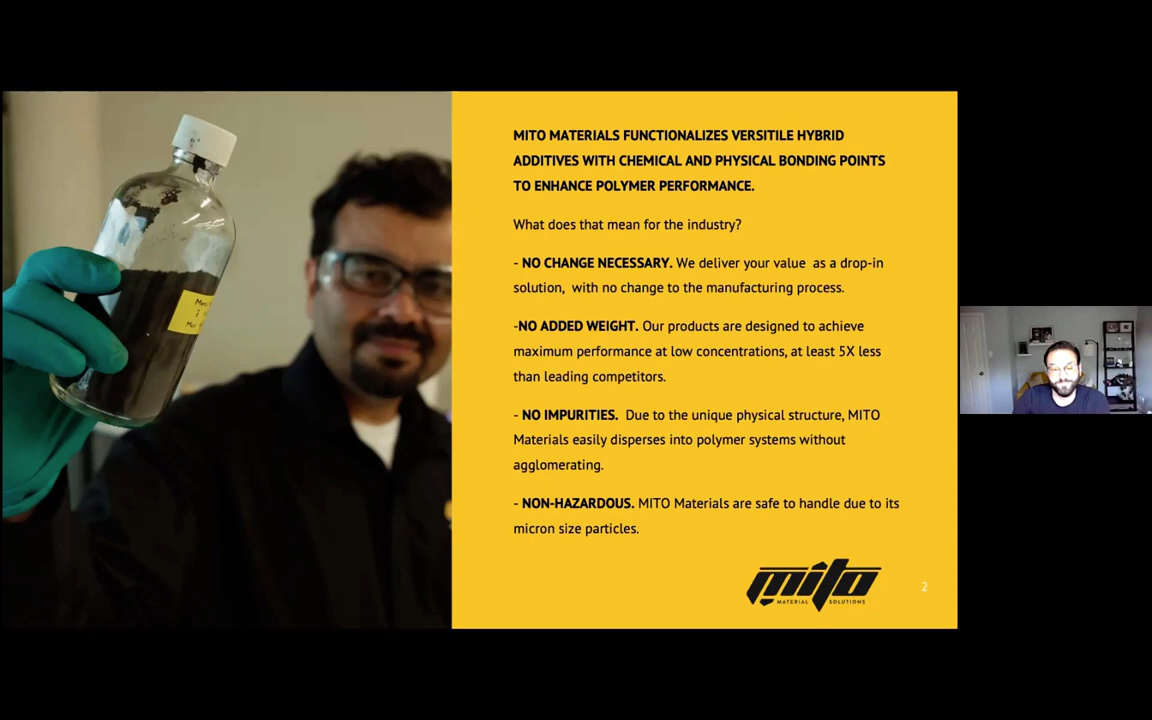 MITO MATERIALS FUNCTIONALIZES VERSITILE HYBRID
ADDITIVES WITH CHEMICAL AND PHYSICAL BONDING POINTS
TO ENHANCE POLYMER PERFORMANCE.
What does that mean for the industry?
- NO CHANGE NECESSARY. We deliver your value as a drop-in
solution, with no change to the manufacturing process.
-NO ADDED WEIGHT. Our products are designed to achieve
maximum performance at low concentrations, at least 5X less
than leading competitors.
- NO IMPURITIES. Due to the unique physical structure, MITO
Materials easily disperses into polymer systems without
agglomerating.
- NON-HAZARDOUS. MITO Materials are safe to handle due to its
micron size particles.
mito
MATERIAL SOLUTIONS
2